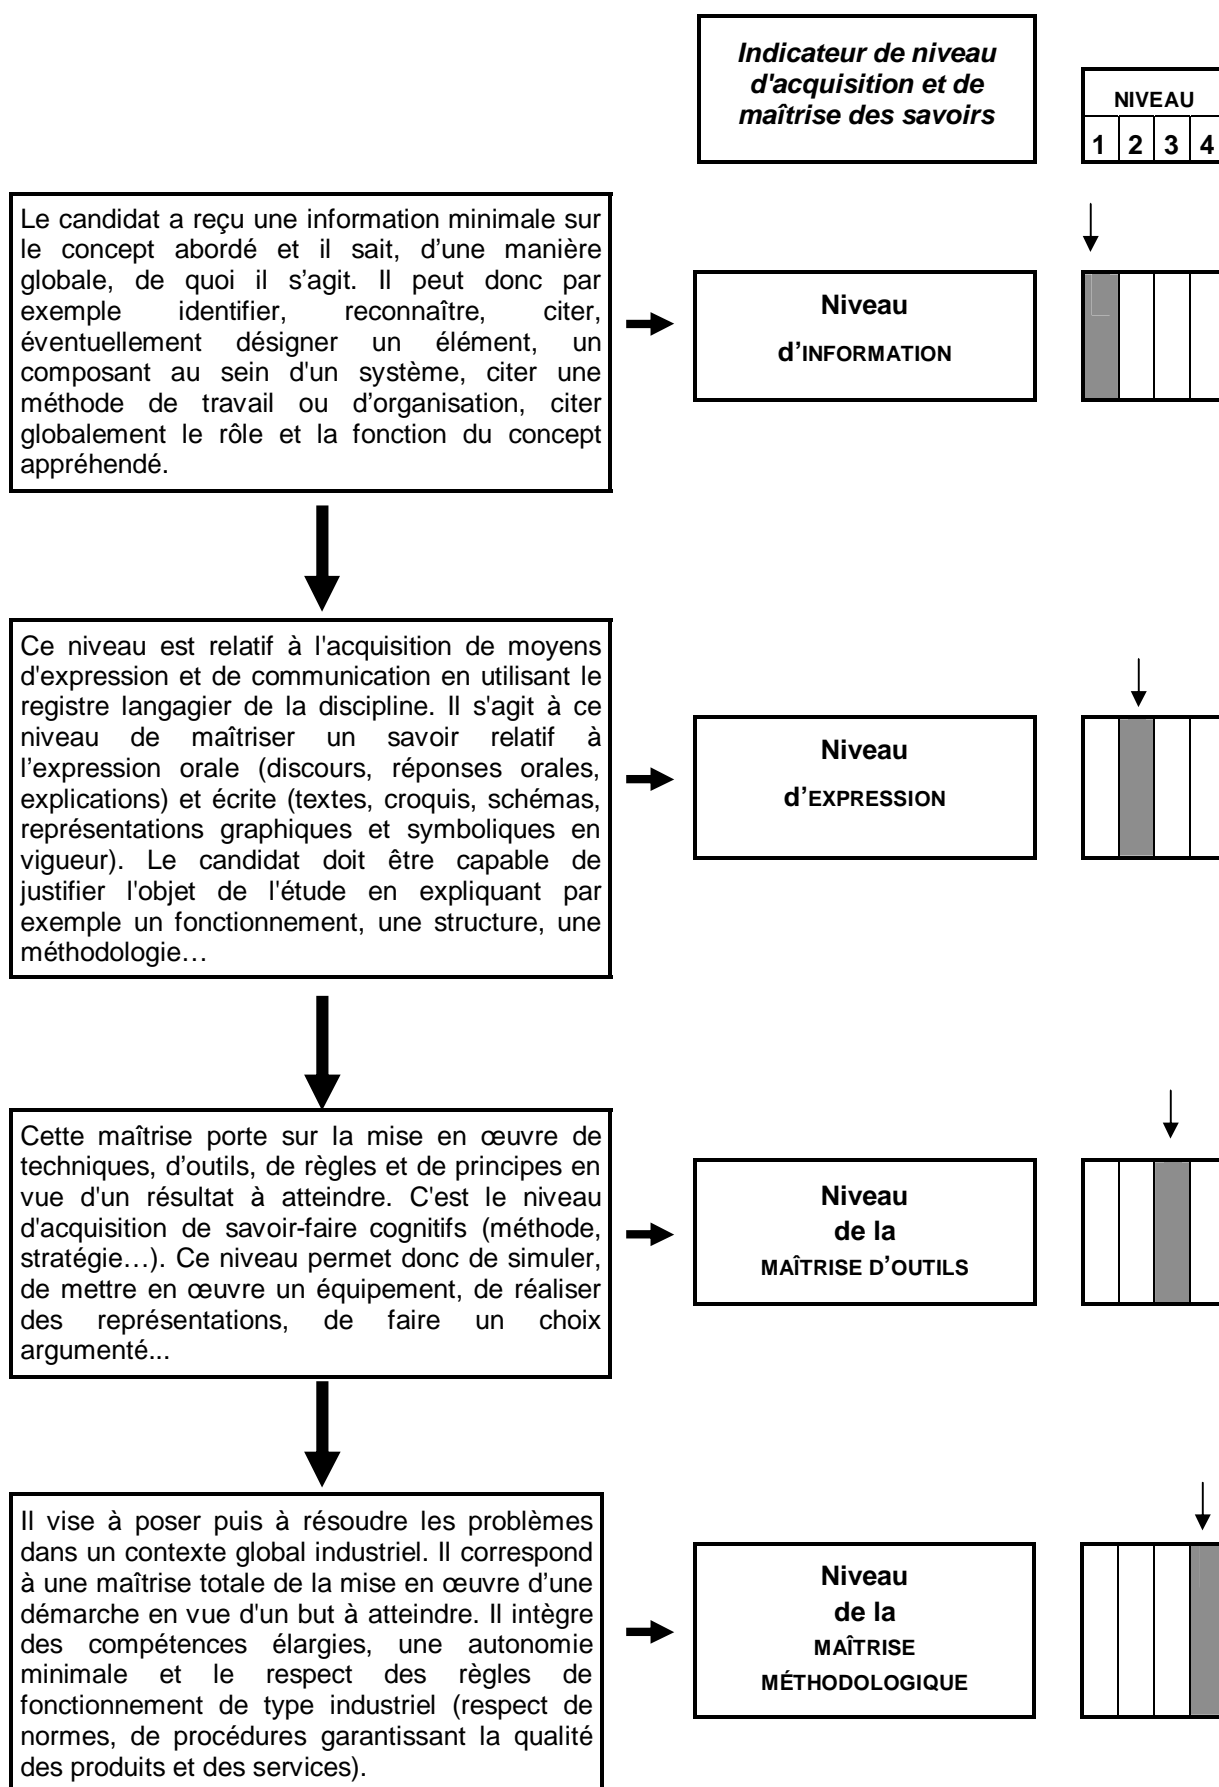 Indicateur de niveau
d'acquisition et de
maîtrise des savoirs
NIVEAU
1 2 3 4
Le candidat a reçu une information minimale sur
le concept abordé et il sait, d’une manière
globale, de quoi il s’agit. Il peut donc par
exemple identifier, reconnaître, citer,
éventuellement désigner un élément, un
composant au sein d'un système, citer une
méthode de travail ou d’organisation, citer
globalement le rôle et la fonction du concept
appréhendé.
Niveau
d’INFORMATION
Ce niveau est relatif à l'acquisition de moyens
d'expression et de communication en utilisant le
registre langagier de la discipline. Il s'agit à ce
niveau de maîtriser un savoir relatif à
l’expression orale (discours, réponses orales,
explications) et écrite (textes, croquis, schémas,
représentations graphiques et symboliques en
vigueur). Le candidat doit être capable de
justifier l'objet de l'étude en expliquant par
exemple un fonctionnement, une structure, une
méthodologie…
Niveau
d’EXPRESSION
Cette maîtrise porte sur la mise en œuvre de
techniques, d’outils, de règles et de principes en
vue d'un résultat à atteindre. C'est le niveau
d'acquisition de savoir-faire cognitifs (méthode,
stratégie…). Ce niveau permet donc de simuler,
de mettre en œuvre un équipement, de réaliser
des représentations, de faire un choix
argumenté...
Niveau
de la
MAÎTRISE D’OUTILS
Il vise à poser puis à résoudre les problèmes
dans un contexte global industriel. Il correspond
à une maîtrise totale de la mise en œuvre d’une
démarche en vue d'un but à atteindre. Il intègre
des compétences élargies, une autonomie
minimale et le respect des règles de
fonctionnement de type industriel (respect de
normes, de procédures garantissant la qualité
des produits et des services).
Niveau
de la
MAÎTRISE
MÉTHODOLOGIQUE